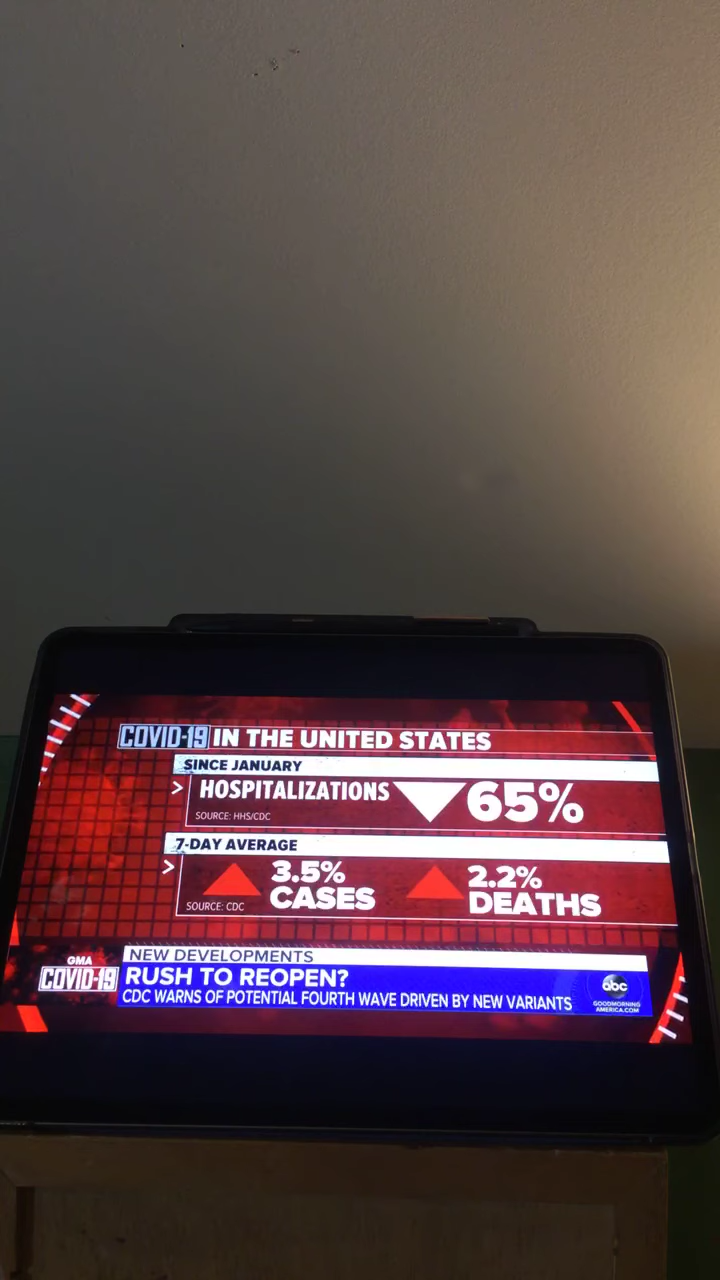 COVID-19 IN THE UNITED STATES
SINCE JANUARY
> HOSPITALIZATIONS 65%
SOURCE: HHS/CDC
7-DAY AVERAGE
> 3.5% CASES 2.2% DEATHS
SOURCE: CDC
NEW DEVELOPMENTS
GMA COVID-19
RUSH TO REOPEN?
CDC WARNS OF POTENTIAL FOURTH WAVE DRIVEN BY NEW VARIANTS
abc
GOODMORNING
AMERICA.COM